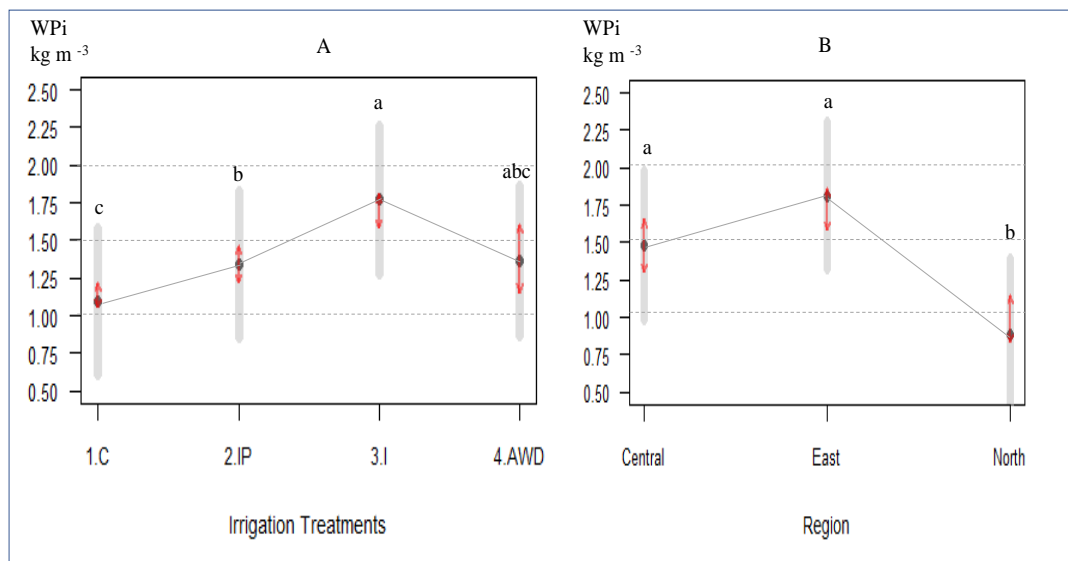 WPi
kg m -3
A
2.50
2.25
2.00
1.75
1.50
1.25
1.00
0.75
0.50
c
b
a
abc
1.C
2.IP
3.I
4.AWD
Irrigation Treatments
WPi
kg m -3
B
2.50
2.25
2.00
1.75
1.50
1.25
1.00
0.75
0.50
a
a
b
Central
East
North
Region